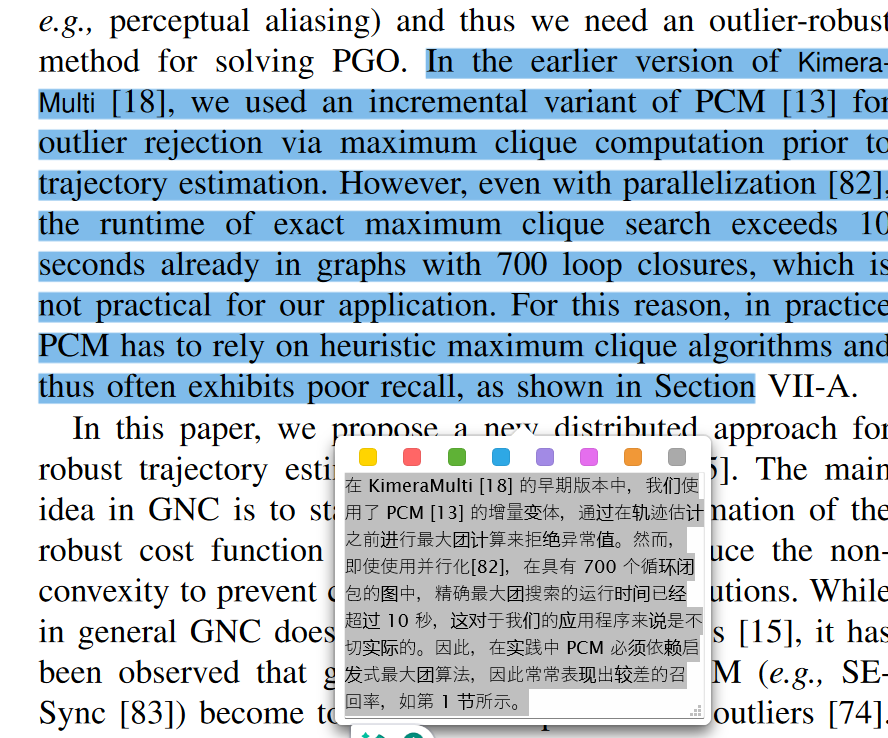 e.g., perceptual aliasing) and thus we need an outlier-robust
method for solving PGO. In the earlier version of Kimera-
Multi [18], we used an incremental variant of PCM [13] for
outlier rejection via maximum clique computation prior to
trajectory estimation. However, even with parallelization [82],
the runtime of exact maximum clique search exceeds 10
seconds already in graphs with 700 loop closures, which is
not practical for our application. For this reason, in practice
PCM has to rely on heuristic maximum clique algorithms and
thus often exhibits poor recall, as shown in Section VII-A.
In this paper, we propose a new distributed approach for
robust trajectory 5]. The main
idea in GNC is to of the
robust cost function the non-
convexity to prevent While
in general GNC [15], it has
been observed that (e.g., SE-
Sync [83]) become outliers [74].
在 KimeraMulti [18] 的早期版本中，我们使
用了 PCM [13] 的增量变体，通过在轨迹估计
之前进行最大团计算来拒绝异常值。然而，
即使使用并行化[82]，在具有 700 个循环闭
包的图中，精确最大团搜索的运行时间已经
超过 10 秒，这对于我们的应用程序来说是不
切实际的。因此，在实践中 PCM 必须依赖启
发式最大团算法，因此常常表现出较差的召
回率，如第 1 节所示。